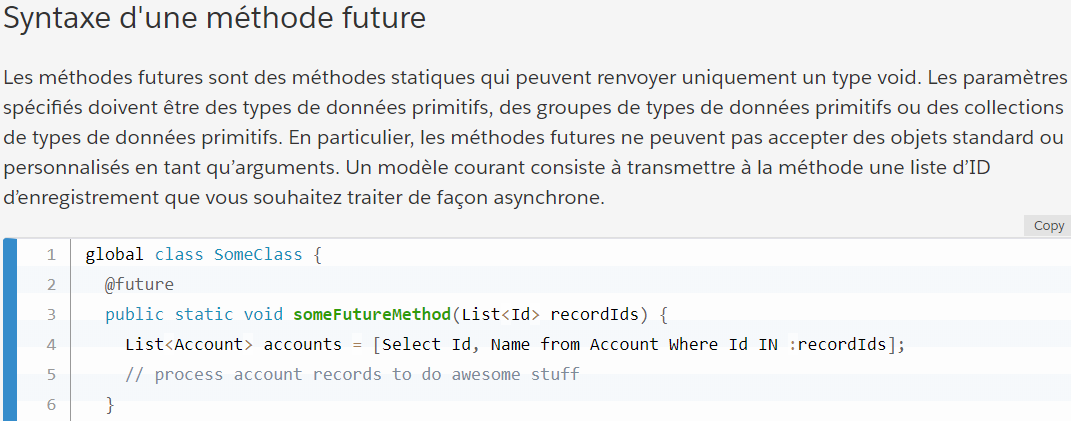 Syntaxe d'une méthode future
Les méthodes futures sont des méthodes statiques qui peuvent renvoyer uniquement un type void. Les paramètres
spécifiés doivent être des types de données primitifs, des groupes de types de données primitifs ou des collections
de types de données primitifs. En particulier, les méthodes futures ne peuvent pas accepter des objets standard ou
personnalisés en tant qu’arguments. Un modèle courant consiste à transmettre à la méthode une liste d’ID
d’enregistrement que vous souhaitez traiter de façon asynchrone.
Copy
1 global class SomeClass {
2 @future
3 public static void someFutureMethod(List<Id> recordIds) {
4 List<Account> accounts = [Select Id, Name from Account Where Id IN :recordIds];
5 // process account records to do awesome stuff
6 }